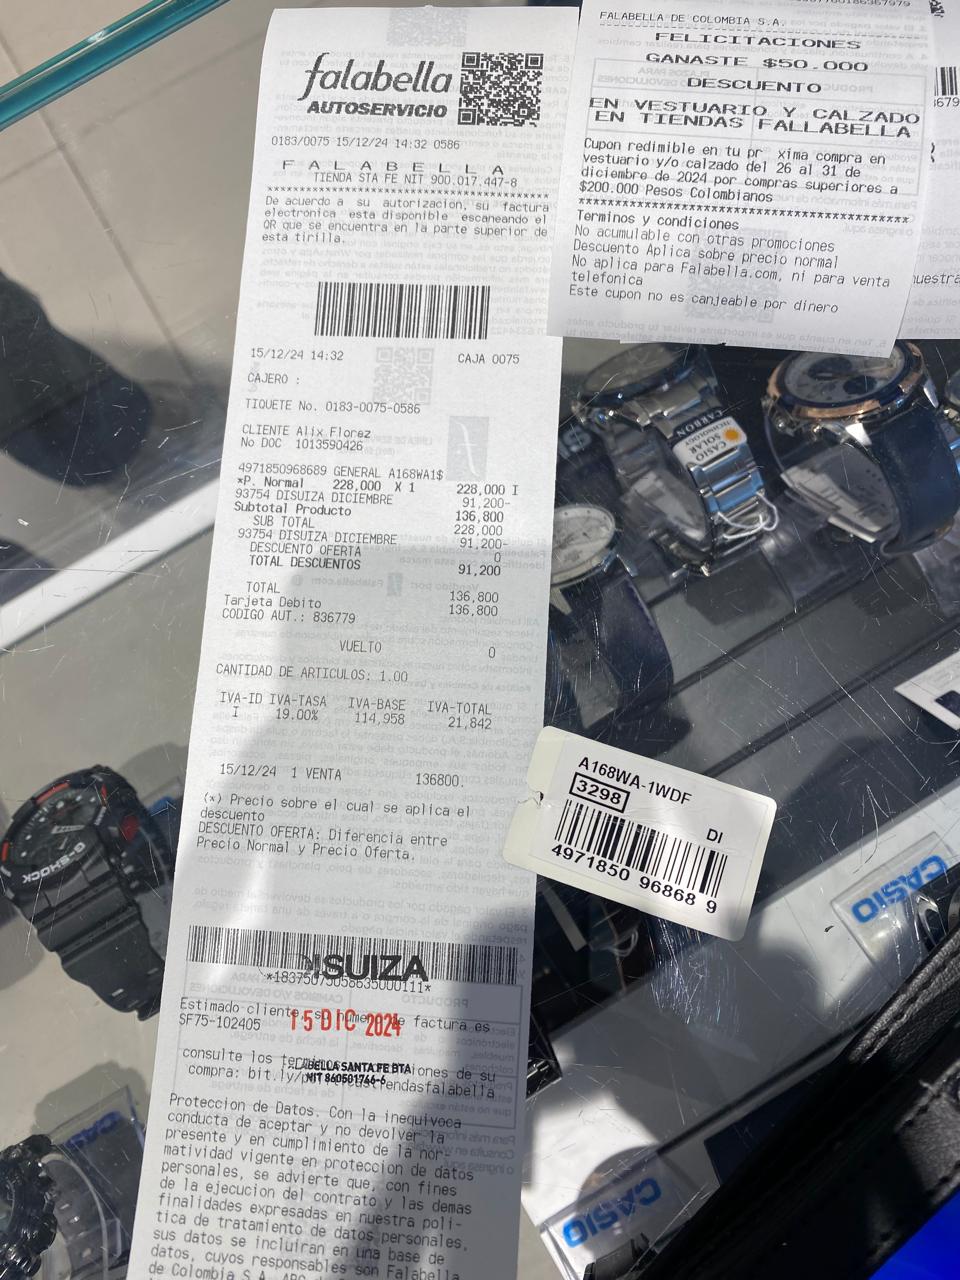 falabella
AUTOSERVICIO
0183/0075 15/12/24 14:32 0586
F A L A B E L L A
TIENDA STA FE NIT 900.017.447-8
****************************************************
De acuerdo a su autorizacion, su factura
electronica esta disponible escaneando el
QR que se encuentra en la parte superior de
esta tirilla.
15/12/24 14:32 CAJA 0075
CAJERO :
TIQUETE No. 0183-0075-0586
CLIENTE Alix Florez
No DOC 1013590426
4971850968689 GENERAL A168WA1$
*P. Normal 228,000 X 1 228,000 I
93754 DISUIZA DICIEMBRE 91,200-
Subtotal Producto 136,800
SUB TOTAL 228,000
93754 DISUIZA DICIEMBRE 91,200-
DESCUENTO OFERTA 0
TOTAL DESCUENTOS 91,200
TOTAL 136,800
Tarjeta Debito 136,800
CODIGO AUT.: 836779
VUELTO 0
CANTIDAD DE ARTICULOS: 1.00
IVA-ID IVA-TASA IVA-BASE IVA-TOTAL
I 19.00% 114,958 21,842
15/12/24 1 VENTA 136800.
(*) Precio sobre el cual se aplica el
descuento
DESCUENTO OFERTA: Diferencia entre
Precio Normal y Precio Oferta.
DISUIZA
*183750750586350001​11*
Estimado cliente, su numero de factura es
SF75-102405
15 DIC 2024
consulte los terminos
de su
FALABELLA SANTA FE BTA
NIT 860501766-6
compra: bit.ly/
tiendasfalabella
Proteccion de Datos. Con la inequivoca
conducta de aceptar y no devolver la
presente y en cumplimiento de la nor-
matividad vigente en proteccion de datos
personales, se advierte que, con fines
de la ejecucion del contrato y las demas
finalidades expresadas en nuestra poli-
tica de tratamiento de datos personales,
sus datos se incluiran en una base de
datos, cuyos responsables son Falabella
de Colombia S.A.
FALABELLA DE COLOMBIA S.A.
FELICITACIONES
GANASTE $50.000
DESCUENTO
EN VESTUARIO Y CALZADO
EN TIENDAS FALLABELLA
Cupon redimible en tu pr xima compra en
vestuario y/o calzado del 26 al 31 de
diciembre de 2024 por compras superiores a
$200.000 Pesos Colombianos
****************************************************
Terminos y condiciones
No acumulable con otras promociones
Descuento Aplica sobre precio normal
No aplica para Falabella.com, ni para venta
telefonica
Este cupon no es canjeable por dinero
CARBON
CASIO
SOLAR
TECHNOLOGY
A168WA-1WDF
3298
DI
4971850 96868 9
G-SHOCK
CASIO
CASIO
CASIO